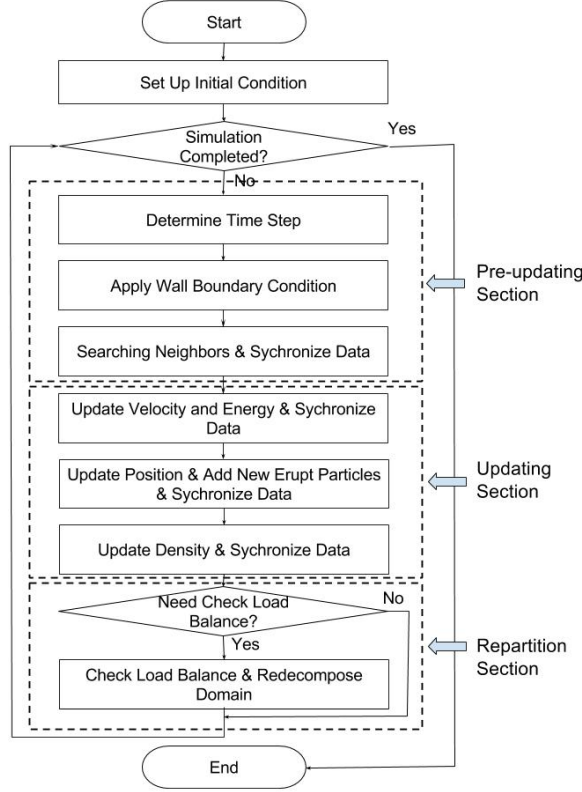 Start
Set Up Initial Condition
Simulation
Completed?
Yes
No
Determine Time Step
Apply Wall Boundary Condition
Pre-updating
Section
Searching Neighbors & Sychronize Data
Update Velocity and Energy & Sychronize
Data
Update Position & Add New Erupt Particles
& Sychronize Data
Updating
Section
Update Density & Sychronize Data
Need Check Load
Balance?
No
Yes
Repartition
Section
Check Load Balance & Redecompose
Domain
End